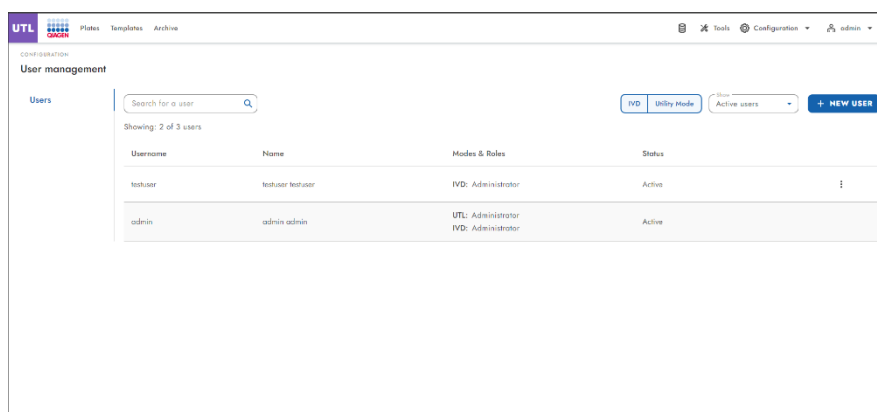 UTL
QIAGEN
Plates Templates Archive
Tools Configuration admin
CONFIGURATION
User management
Users
Search for a user
IVD Utility Mode
Show
Active users
+ NEW USER
Showing: 2 of 3 users
Username Name Modes & Roles Status
testuser testuser testuser IVD: Administrator Active
admin admin admin UTL: Administrator
IVD: Administrator Active